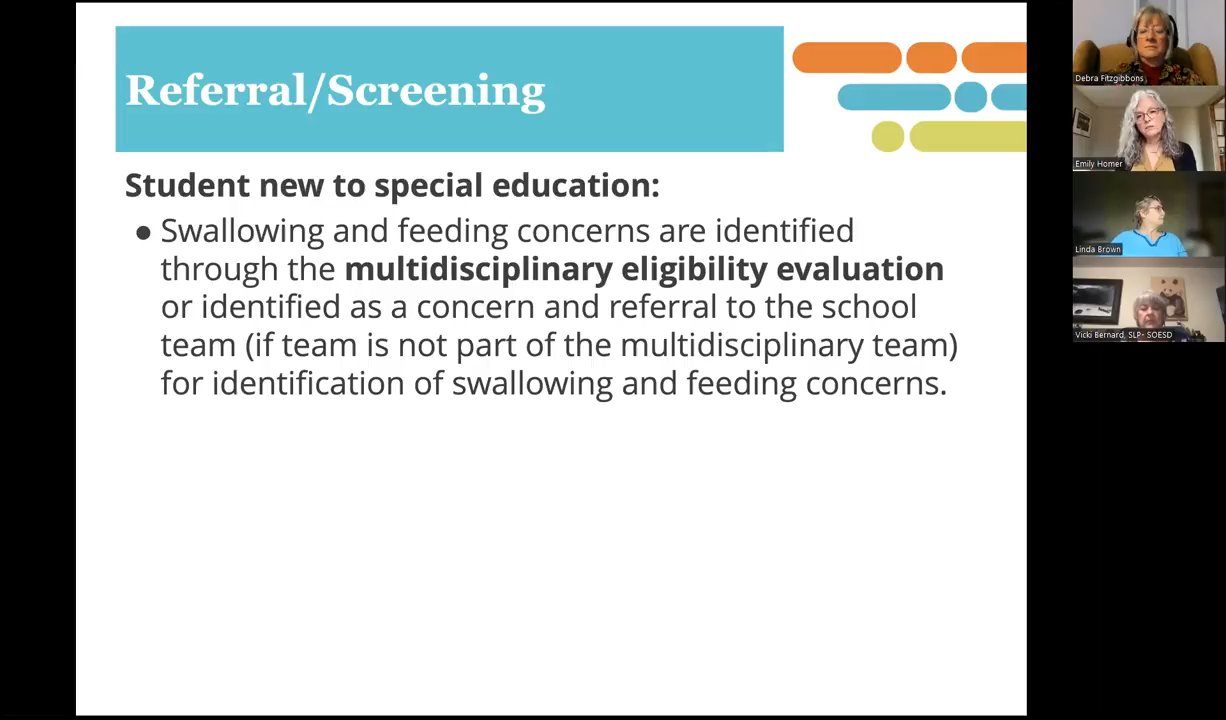 Referral/Screening
Student new to special education:
● Swallowing and feeding concerns are identified
through the multidisciplinary eligibility evaluation
or identified as a concern and referral to the school
team (if team is not part of the multidisciplinary team)
for identification of swallowing and feeding concerns.
Debra Fitzgibbons
Emily Homer
Linda Brown
Vicki Bernard, SLP- SOESD